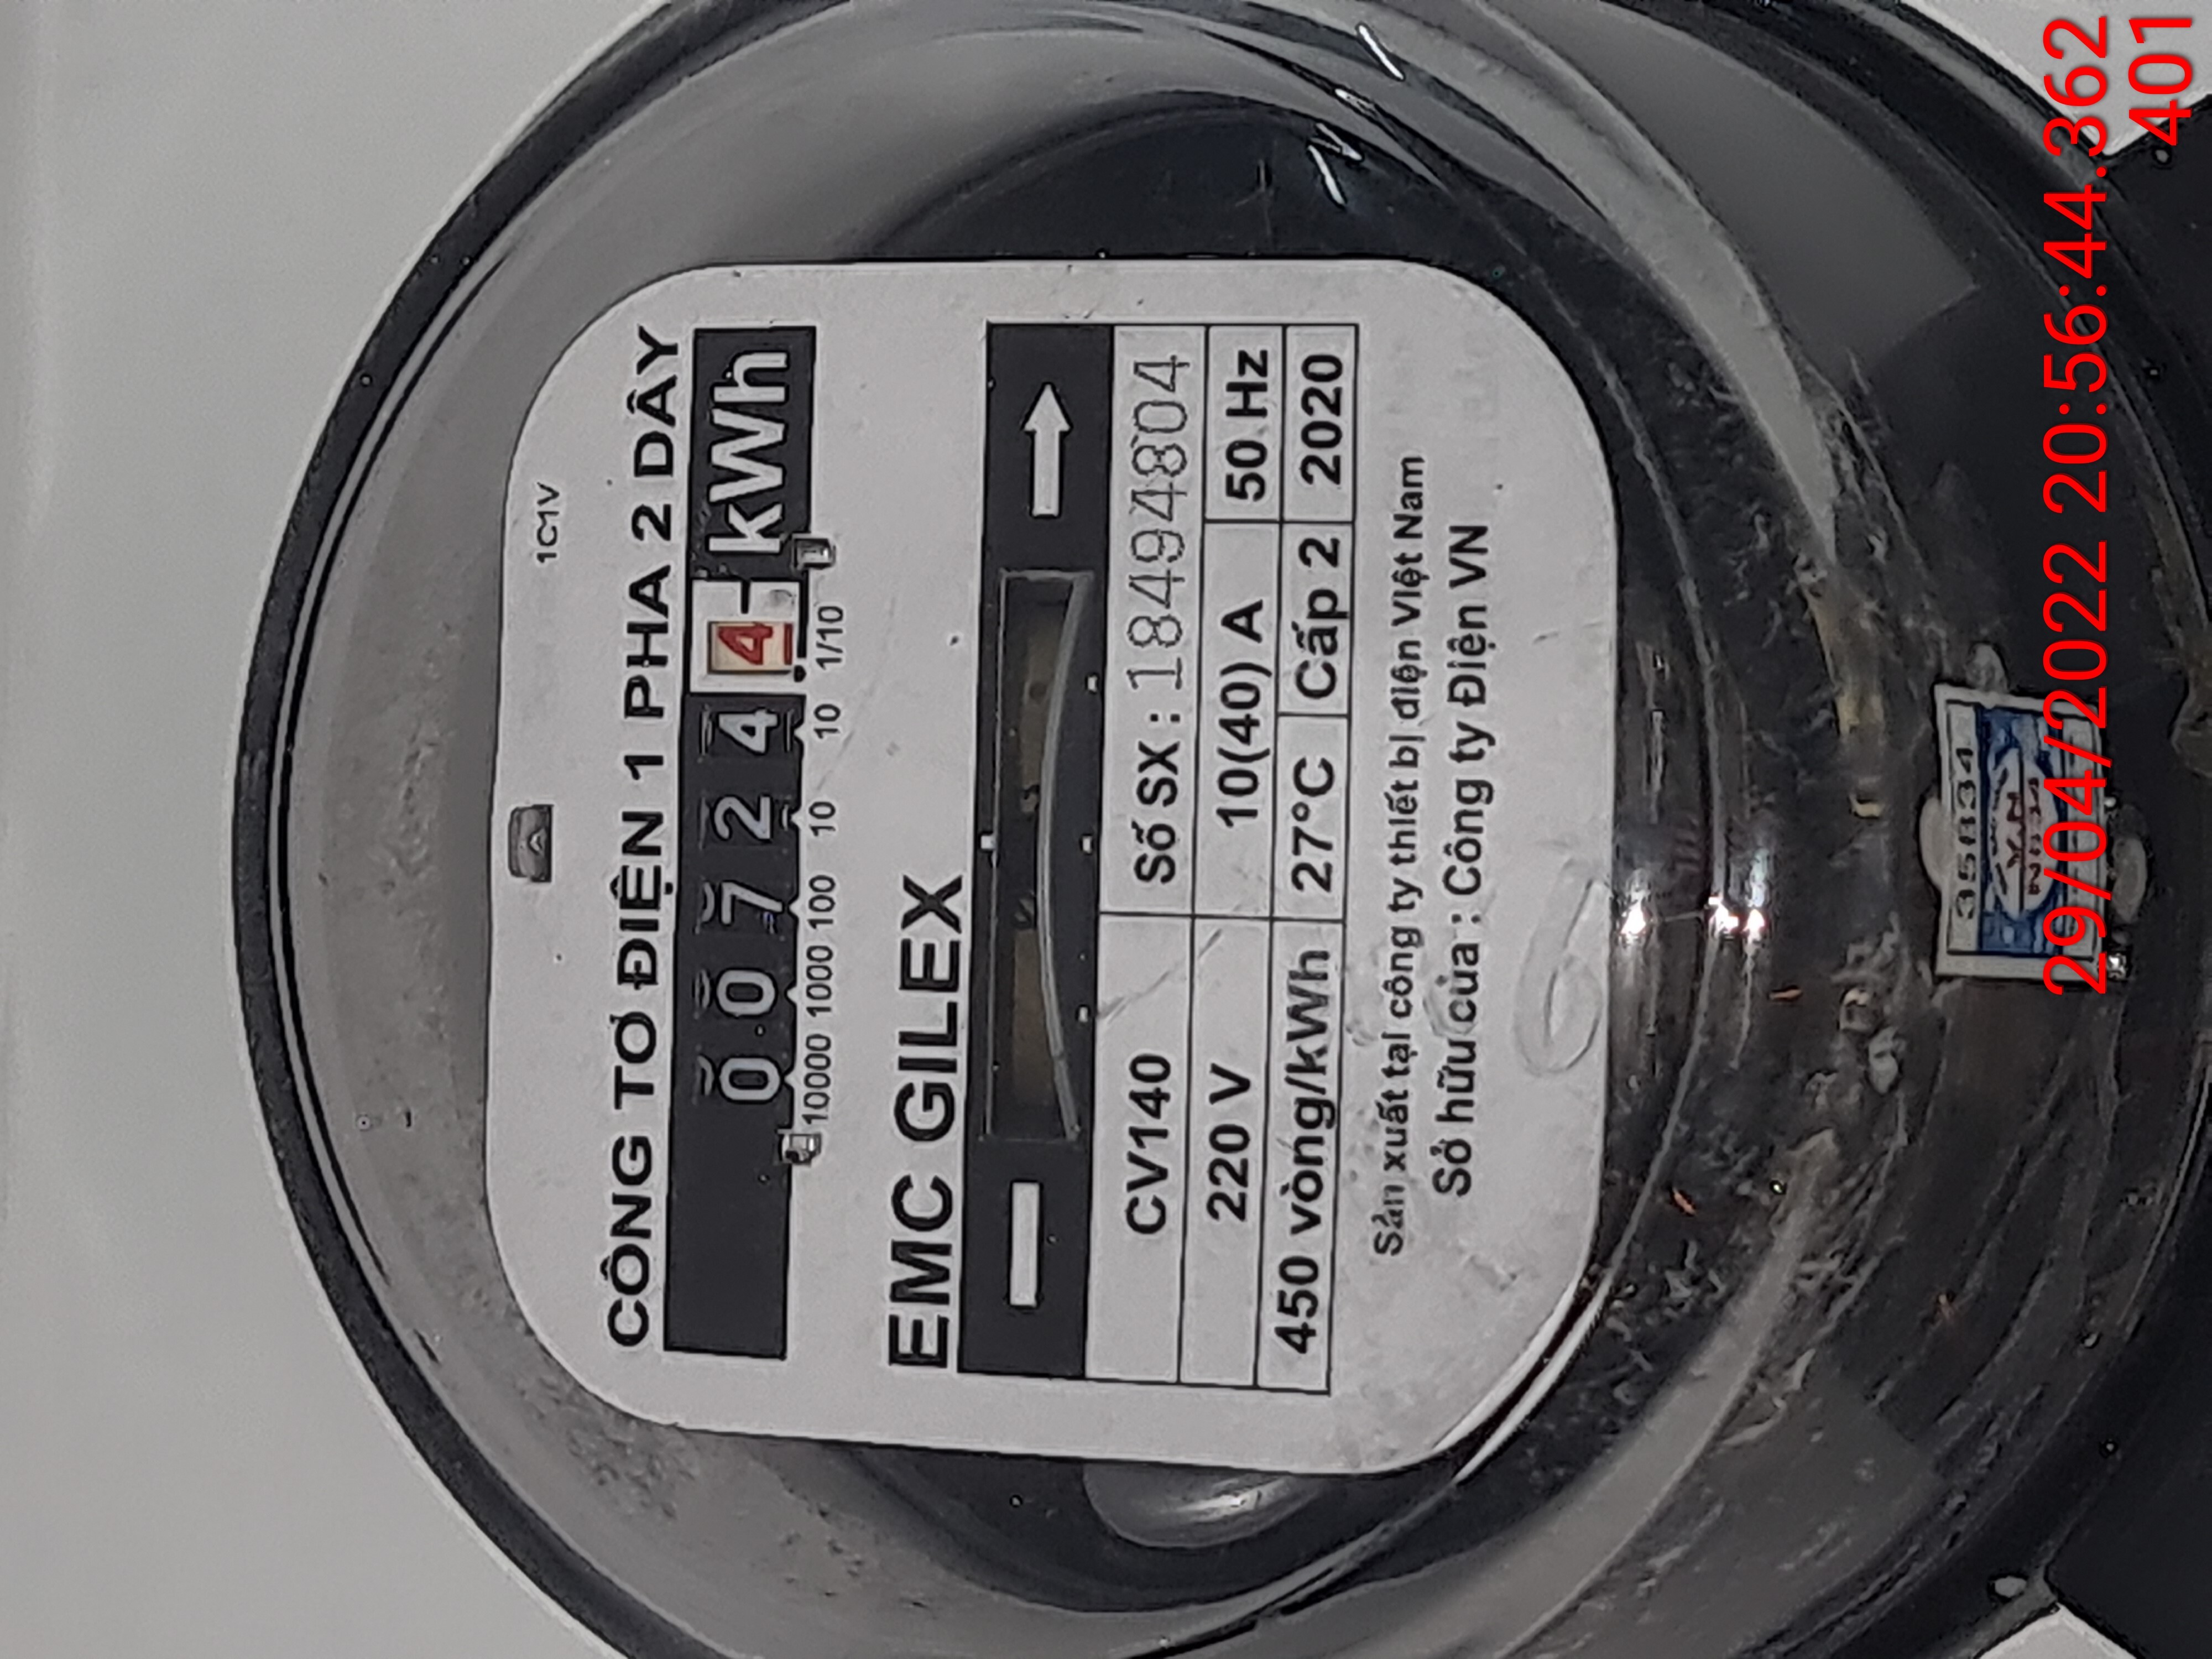 1C1V
CÔNG TƠ ĐIỆN 1 PHA 2 DÂY
0 0 7 2 4 4 kWh
10000 1000 100 10 10 1/10
EMC GILEX
CV140 Số SX : 18494804
220 V 10(40) A 50 Hz
450 vòng/kWh 27°C Cấp 2 2020
Sản xuất tại công ty thiết bị điện Việt Nam
Sở hữu của : Công ty Điện VN
35834
29/04/2022 20:56:44.362
401